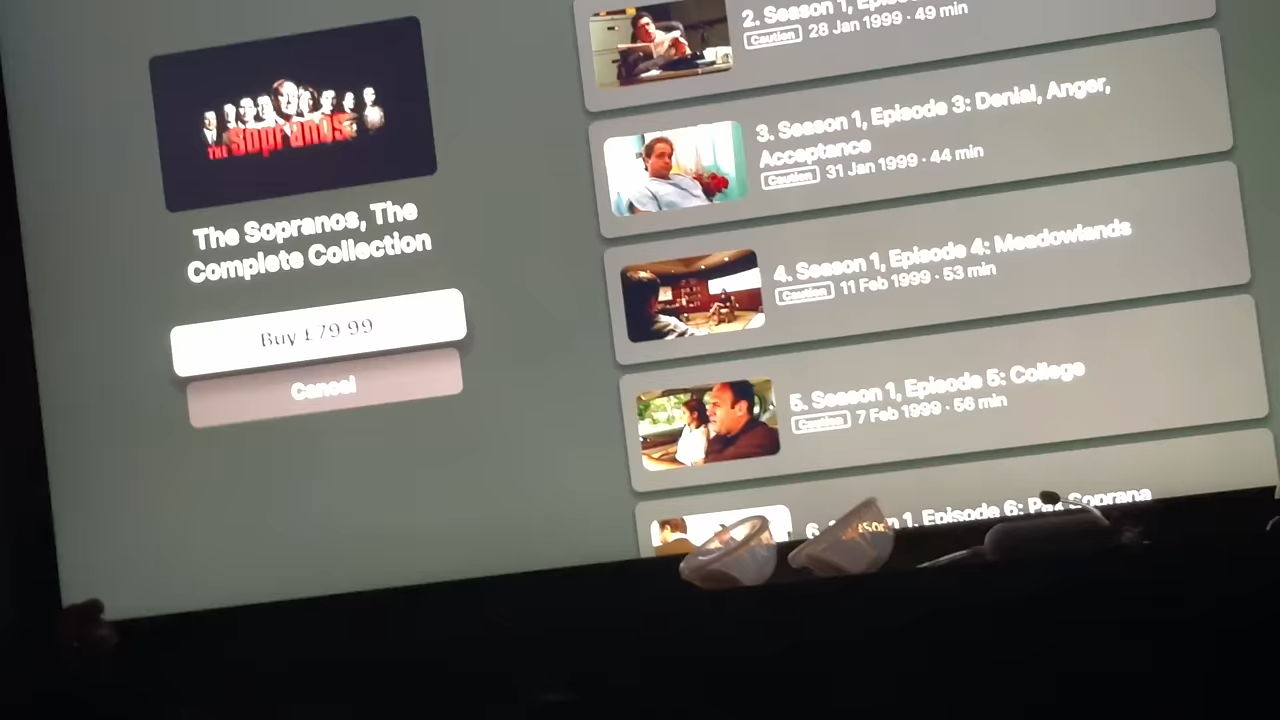 THE Sopranos
The Sopranos, The
Complete Collection
Buy £79.99
Cancel
2. Season 1,
Caution 28 Jan 1999 · 49 min
3. Season 1, Episode 3: Denial, Anger,
Acceptance
Caution 31 Jan 1999 · 44 min
4. Season 1, Episode 4: Meadowlands
Caution 11 Feb 1999 · 53 min
5. Season 1, Episode 5: College
Caution 7 Feb 1999 · 56 min
6. 1, Episode 6: Pax Soprana